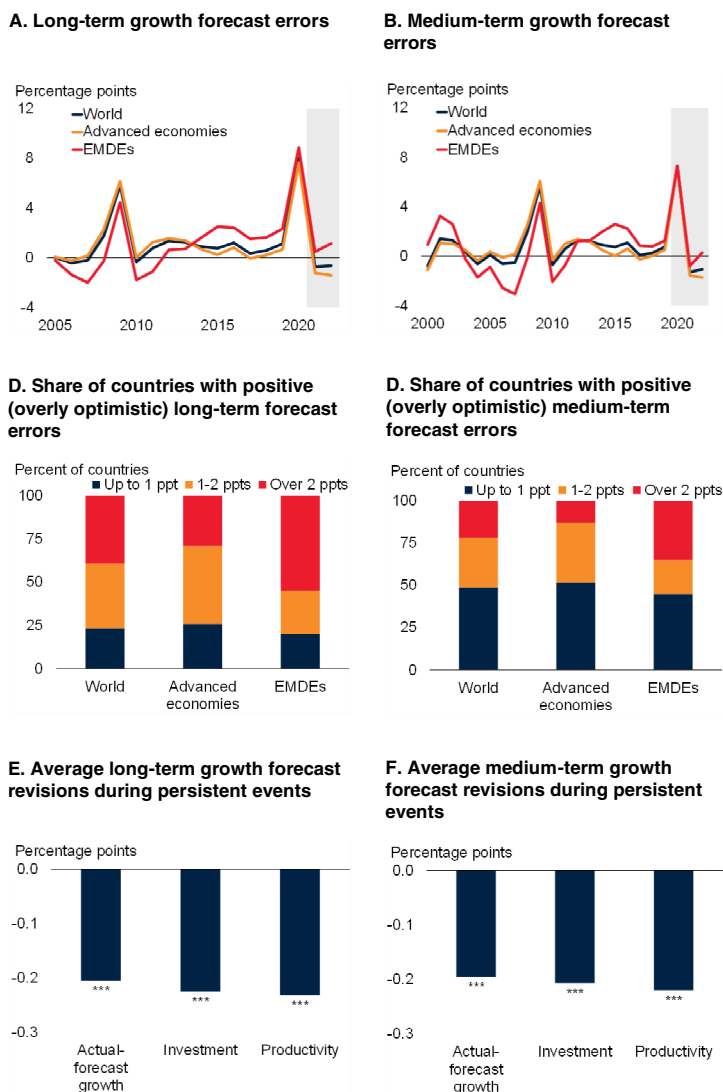 A. Long-term growth forecast errors
Percentage points
12
World
Advanced economies
EMDEs
8
4
0
-4
2005
2010
2015
2020
B. Medium-term growth forecast
errors
Percentage points
12
World
Advanced economies
EMDEs
8
4
0
-4
2000
2005
2010
2015
2020
D. Share of countries with positive
(overly optimistic) long-term forecast
errors
Percent of countries
Up to 1 ppt
1-2 ppts
Over 2 ppts
100
75
50
25
0
World
Advanced
economies
EMDEs
D. Share of countries with positive
(overly optimistic) medium-term
forecast errors
Percent of countries
Up to 1 ppt
1-2 ppts
Over 2 ppts
100
75
50
25
0
World
Advanced
economies
EMDEs
E. Average long-term growth forecast
revisions during persistent events
Percentage points
0.0
-0.1
-0.2
-0.3
***
***
***
Actual-
forecast
growth
Investment
Productivity
F. Average medium-term growth
forecast revisions during persistent
events
Percentage points
0.0
-0.1
-0.2
-0.3
***
***
***
Actual-
forecast
growth
Investment
Productivity